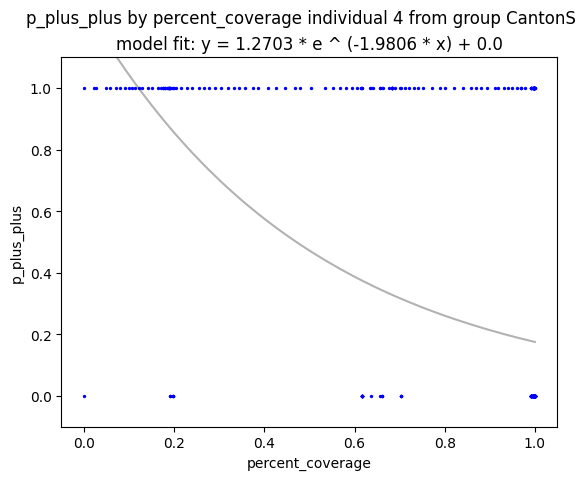 p_plus_plus by percent_coverage individual 4 from group CantonS
model fit: y = 1.2703 * e ^ (-1.9806 * x) + 0.0
1.0
0.8
0.6
0.4
0.2
0.0
p_plus_plus
0.0 0.2 0.4 0.6 0.8 1.0
percent_coverage